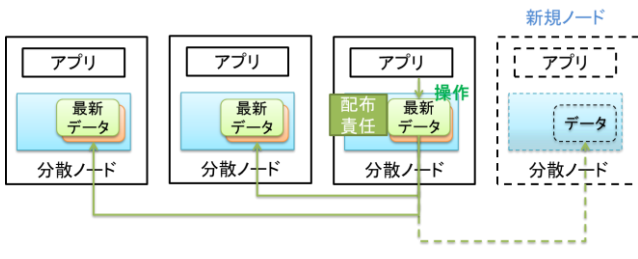 新規ノード
アプリ
アプリ
アプリ
アプリ
操作
最新
データ
最新
データ
配布
責任
最新
データ
データ
分散ノード
分散ノード
分散ノード
分散ノード